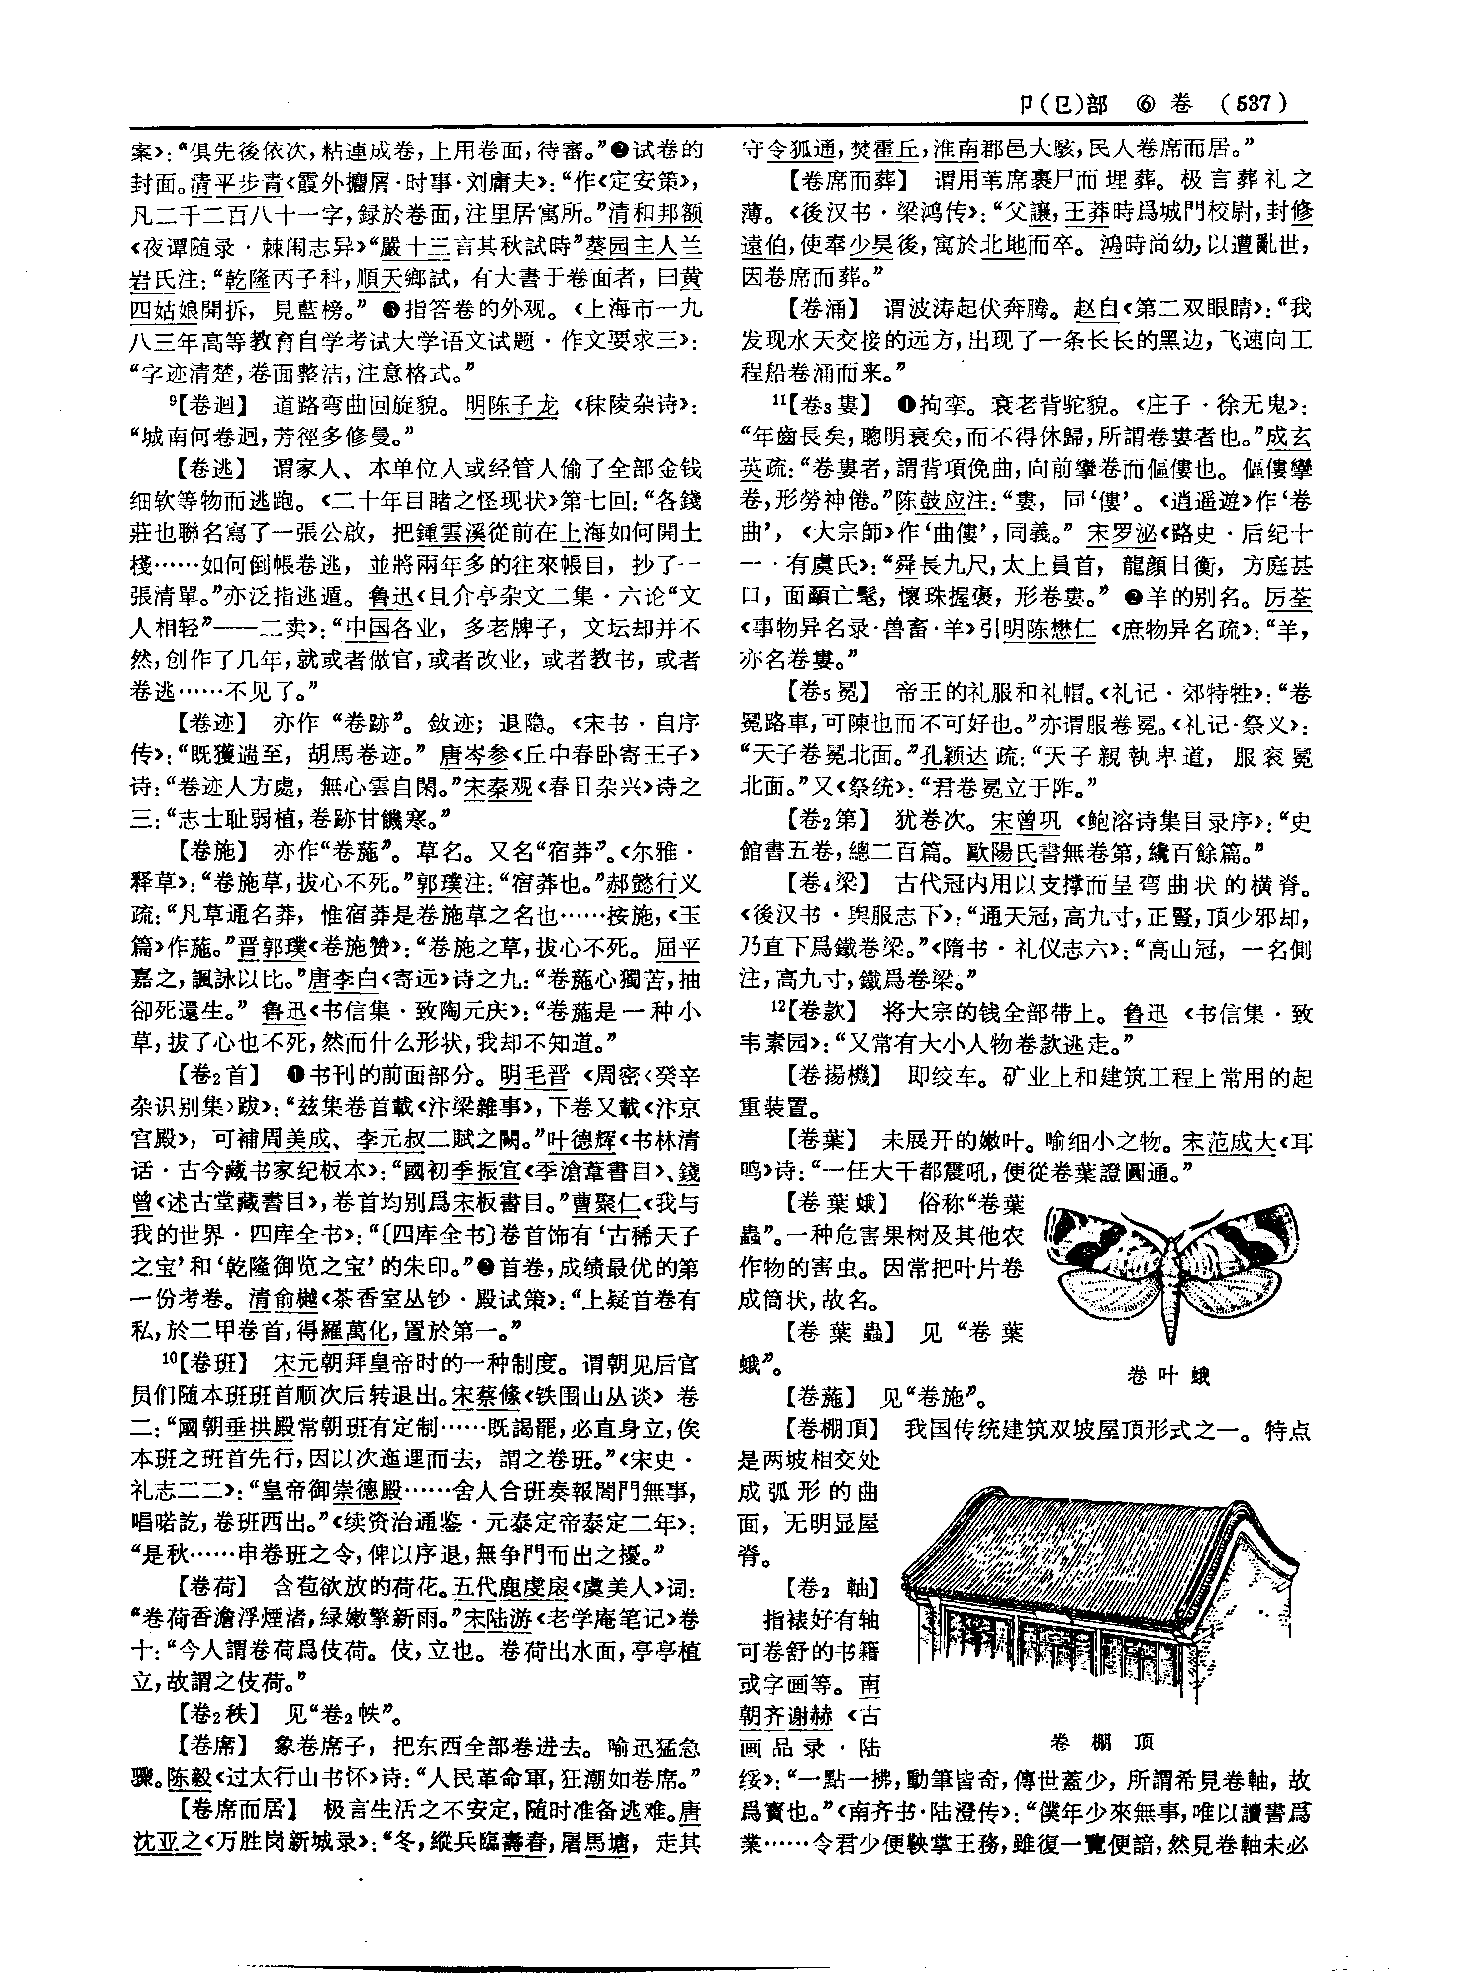 卩(㔾)部 ⑥ 卷 (537)
案》：“俱先後依次，粘連成卷，上用卷面，待審。”❷试卷的
封面。清平步青《霞外攟屑·时事·刘庸夫》：“作《定安策》，
凡二千二百八十一字，録於卷面，注里居寓所。”清和邦额
《夜谭随录·棘闱志异》“嚴十三言其秋試時”葵园主人兰
岩氏注：“乾隆丙子科，順天鄉試，有大書于卷面者，曰黄
四姑娘開拆，見藍榜。” ❸指答卷的外观。《上海市一九
八三年高等教育自学考试大学语文试题·作文要求三》：
“字迹清楚，卷面整洁，注意格式。”
9【卷迴】 道路弯曲回旋貌。明陈子龙《秣陵杂诗》：
“城南何卷迴，芳徑多修曼。”
【卷逃】 谓家人、本单位人或经管人偷了全部金钱
细软等物而逃跑。《二十年目睹之怪现状》第七回：“各錢
莊也聯名寫了一張公啟，把鍾雲溪從前在上海如何開土
棧……如何倒帳卷逃，並將兩年多的往來帳目，抄了一
張清單。”亦泛指逃遁。鲁迅《且介亭杂文二集·六论“文
人相轻”——二卖》：“中国各业，多老牌子，文坛却并不
然，创作了几年，就或者做官，或者改业，或者教书，或者
卷逃……不见了。”
【卷迹】 亦作“卷跡”。敛迹；退隐。《宋书·自序
传》：“既獲遄至，胡馬卷迹。” 唐岑参《丘中春卧寄王子》
诗：“卷迹人方處，無心雲自閑。”宋秦观《春日杂兴》诗之
三：“志士耻弱植，卷跡甘饑寒。”
【卷施】 亦作“卷葹”。草名。又名“宿莽”。《尔雅·
释草》：“卷施草，拔心不死。”郭璞注：“宿莽也。”郝懿行义
疏：“凡草通名莽，惟宿莽是卷施草之名也……按施，《玉
篇》作葹。”晋郭璞《卷施赞》：“卷施之草，拔心不死。屈平
嘉之，諷詠以比。”唐李白《寄远》诗之九：“卷葹心獨苦，抽
卻死還生。” 鲁迅《书信集·致陶元庆》：“卷葹是一种小
草，拔了心也不死，然而什么形状，我却不知道。”
【卷2首】 ❶书刊的前面部分。明毛晋《周密〈癸辛
杂识别集〉跋》：“兹集卷首載《汴梁雜事》，下卷又載《汴京
宫殿》，可補周美成、李元叔二賦之闕。”叶德辉《书林清
话·古今藏书家纪板本》：“國初季振宜《季滄葦書目》、錢
曾《述古堂藏書目》，卷首均别爲宋板書目。”曹聚仁《我与
我的世界·四库全书》：“〔四库全书〕卷首饰有‘古稀天子
之宝’和‘乾隆御览之宝’的朱印。”❷首卷，成绩最优的第
一份考卷。清俞樾《茶香室丛钞·殿试策》：“上疑首卷有
私，於二甲卷首，得羅萬化，置於第一。”
10【卷班】 宋元朝拜皇帝时的一种制度。谓朝见后官
员们随本班班首顺次后转退出。宋蔡絛《铁围山丛谈》卷
二：“國朝垂拱殿常朝班有定制……既謁罷，必直身立，俟
本班之班首先行，因以次迤邐而去，謂之卷班。”《宋史·
礼志二二》：“皇帝御崇德殿……舍人合班奏報閤門無事，
唱喏訖，卷班西出。”《续资治通鉴·元泰定帝泰定二年》：
“是秋……申卷班之令，俾以序退，無争門而出之擾。”
【卷荷】 含苞欲放的荷花。五代鹿虔扆《虞美人》词：
“卷荷香澹浮煙渚，绿嫩擎新雨。”宋陆游《老学庵笔记》卷
十：“今人謂卷荷爲伎荷。伎，立也。卷荷出水面，亭亭植
立，故謂之伎荷。”
【卷2秩】 见“卷2帙”。
【卷席】 象卷席子，把东西全部卷进去。喻迅猛急
骤。陈毅《过太行山书怀》诗：“人民革命軍，狂潮如卷席。”
【卷席而居】 极言生活之不安定，随时准备逃难。唐
沈亚之《万胜岗新城录》：“冬，縱兵臨壽春，屠馬塘，走其
守令狐通，焚霍丘，淮南郡邑大駭，民人卷席而居。”
【卷席而葬】 谓用苇席裹尸而埋葬。极言葬礼之
薄。《後汉书·梁鸿传》：“父讓，王莽時爲城門校尉，封修
遠伯，使奉少昊後，寓於北地而卒。鴻時尚幼，以遭亂世，
因卷席而葬。”
【卷涌】 谓波涛起伏奔腾。赵自《第二双眼睛》：“我
发现水天交接的远方，出现了一条长长的黑边，飞速向工
程船卷涌而来。”
11【卷3婁】 ❶拘挛。衰老背驼貌。《庄子·徐无鬼》：
“年齒長矣，聰明衰矣，而不得休歸，所謂卷婁者也。”成玄
英疏：“卷婁者，謂背項俛曲，向前攣卷而傴僂也。傴僂攣
卷，形勞神倦。”陈鼓应注：“婁，同‘僂’。《逍遥遊》作‘卷
曲’，《大宗師》作‘曲僂’，同義。” 宋罗泌《路史·后纪十
一·有虞氏》：“舜長九尺，太上員首，龍顔日衡，方庭甚
口，面顱亡髦，懷珠握褒，形卷婁。” ❷羊的别名。厉荃
《事物异名录·兽畜·羊》引明陈懋仁《庶物异名疏》：“羊，
亦名卷婁。”
【卷5冕】 帝王的礼服和礼帽。《礼记·郊特牲》：“卷
冕路車，可陳也而不可好也。”亦谓服卷冕。《礼记·祭义》：
“天子卷冕北面。”孔颖达疏：“天子親執卑道，服衮冕
北面。”又《祭统》：“君卷冕立于阼。”
【卷2第】 犹卷次。宋曾巩《鲍溶诗集目录序》：“史
館書五卷，總二百篇。歐陽氏書無卷第，纔百餘篇。”
【卷4梁】 古代冠内用以支撑而呈弯曲状的横脊。
《後汉书·舆服志下》：“通天冠，高九寸，正豎，頂少邪却，
乃直下爲鐵卷梁。”《隋书·礼仪志六》：“高山冠，一名側
注，高九寸，鐵爲卷梁。”
12【卷款】 将大宗的钱全部带上。鲁迅《书信集·致
韦素园》：“又常有大小人物卷款逃走。”
【卷揚機】 即绞车。矿业上和建筑工程上常用的起
重装置。
【卷葉】 未展开的嫩叶。喻细小之物。宋范成大《耳
鸣》诗：“一任大千都震吼，便從卷葉證圓通。”
【卷葉蛾】 俗称“卷葉
蟲”。一种危害果树及其他农
作物的害虫。因常把叶片卷
成筒状，故名。
【卷葉蟲】 见“卷葉
蛾”。
卷叶蛾
【卷葹】 见“卷施”。
【卷棚頂】 我国传统建筑双坡屋頂形式之一。特点
是两坡相交处
成弧形的曲
面，无明显屋
脊。
【卷2 軸】
指裱好有轴
可卷舒的书籍
或字画等。南
朝齐谢赫《古
画品录·陆
卷棚顶
绥》：“一點一拂，動筆皆奇，傳世蓋少，所謂希見卷軸，故
爲寶也。”《南齐书·陆澄传》：“僕年少來無事，唯以讀書爲
業……令君少便鞅掌王務，雖復一覽便諳，然見卷軸未必